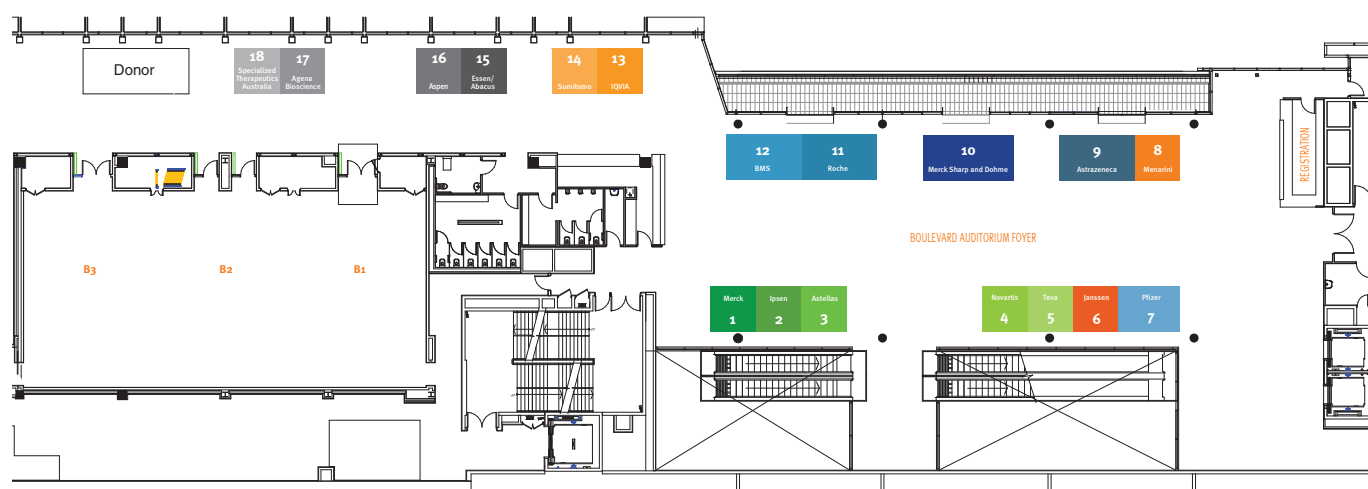 Donor
18
Specialized
Therapeutics
Australia
17
Agena
Bioscience
16
Aspen
15
Essen/
Abacus
14
Sumitomo
13
IQVIA
12
BMS
11
Roche
10
Merck Sharp and Dohme
9
Astrazeneca
8
Menarini
REGISTRATION
BOULEVARD AUDITORIUM FOYER
B3
B2
B1
Merck
1
Ipsen
2
Astellas
3
Novartis
4
Teva
5
Janssen
6
Pfizer
7